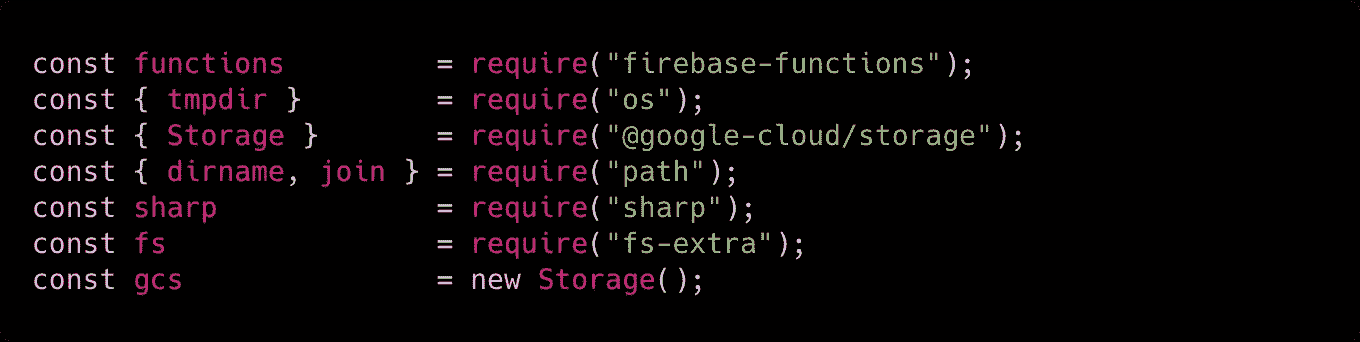 const functions         = require("firebase-functions");
const { tmpdir }        = require("os");
const { Storage }       = require("@google-cloud/storage");
const { dirname, join } = require("path");
const sharp             = require("sharp");
const fs                = require("fs-extra");
const gcs               = new Storage();